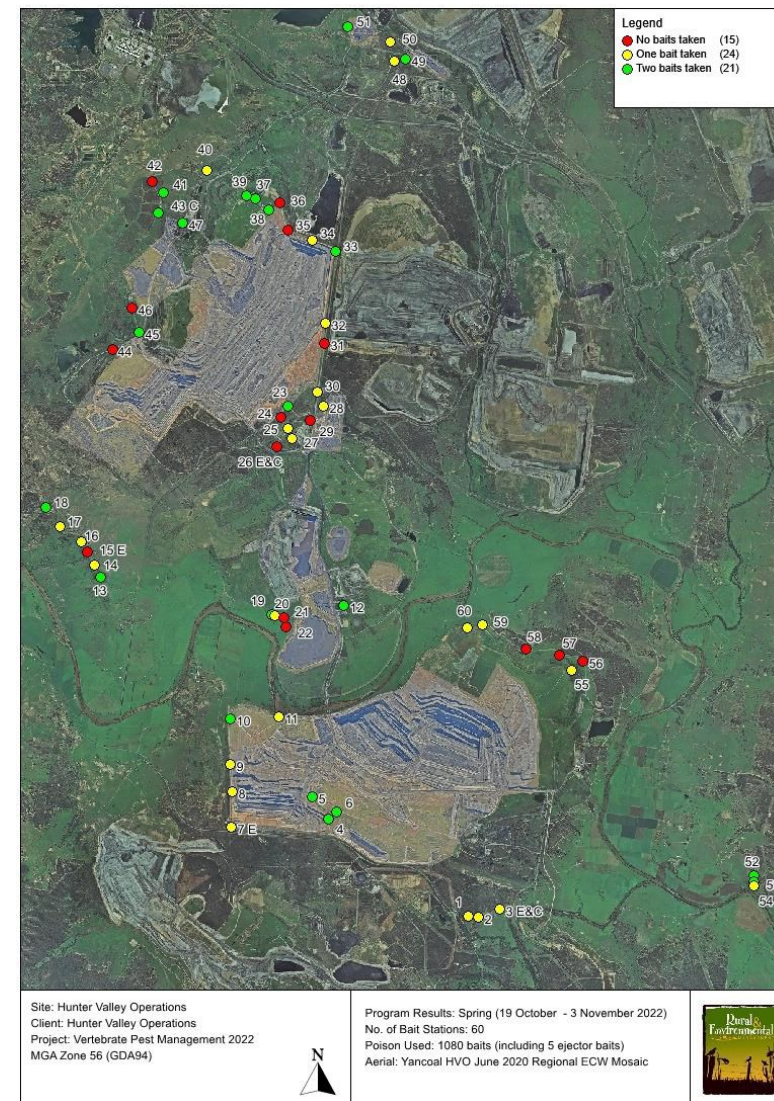 Legend
No baits taken (15)
One bait taken (24)
Two baits taken (21)
51
50
49
48
40
42
41
39
37
36
43 C
38
47
35
34
33
46
32
45
31
44
30
23
28
24
29
25
27
26 E&C
18
17
16
15 E
14
13
19
20
21
12
22
60
59
58
57
56
55
10
11
9
8
5
6
4
7 E
52
5
54
1
2
3 E&C
Site: Hunter Valley Operations
Client: Hunter Valley Operations
Project: Vertebrate Pest Management 2022
MGA Zone 56 (GDA94)
N
Program Results: Spring (19 October - 3 November 2022)
No. of Bait Stations: 60
Poison Used: 1080 baits (including 5 ejector baits)
Aerial: Yancoal HVO June 2020 Regional ECW Mosaic
Rural &
Environmental